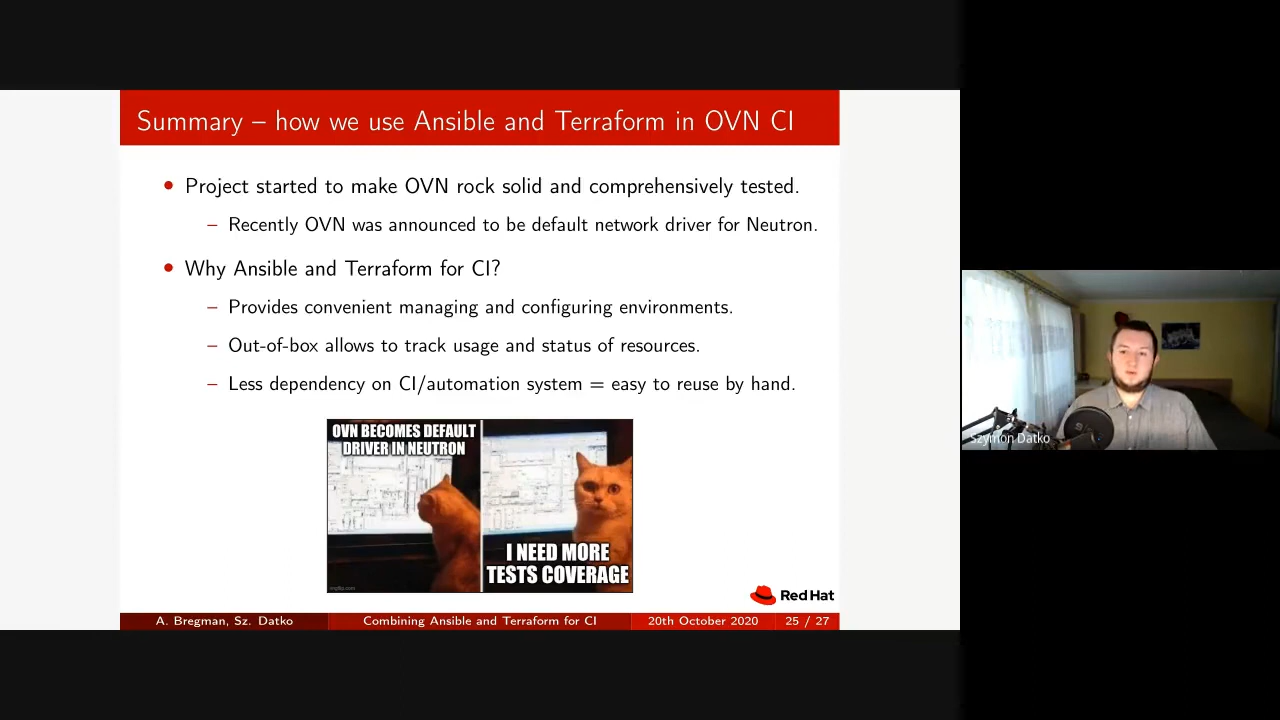 Summary – how we use Ansible and Terraform in OVN CI
• Project started to make OVN rock solid and comprehensively tested.
– Recently OVN was announced to be default network driver for Neutron.
• Why Ansible and Terraform for CI?
– Provides convenient managing and configuring environments.
– Out-of-box allows to track usage and status of resources.
– Less dependency on CI/automation system = easy to reuse by hand.
OVN BECOMES DEFAULT
DRIVER IN NEUTRON
I NEED MORE
TESTS COVERAGE
imgflip.com
Red Hat
A. Bregman, Sz. Datko
Combining Ansible and Terraform for CI
20th October 2020
25 / 27
Szymon Datko